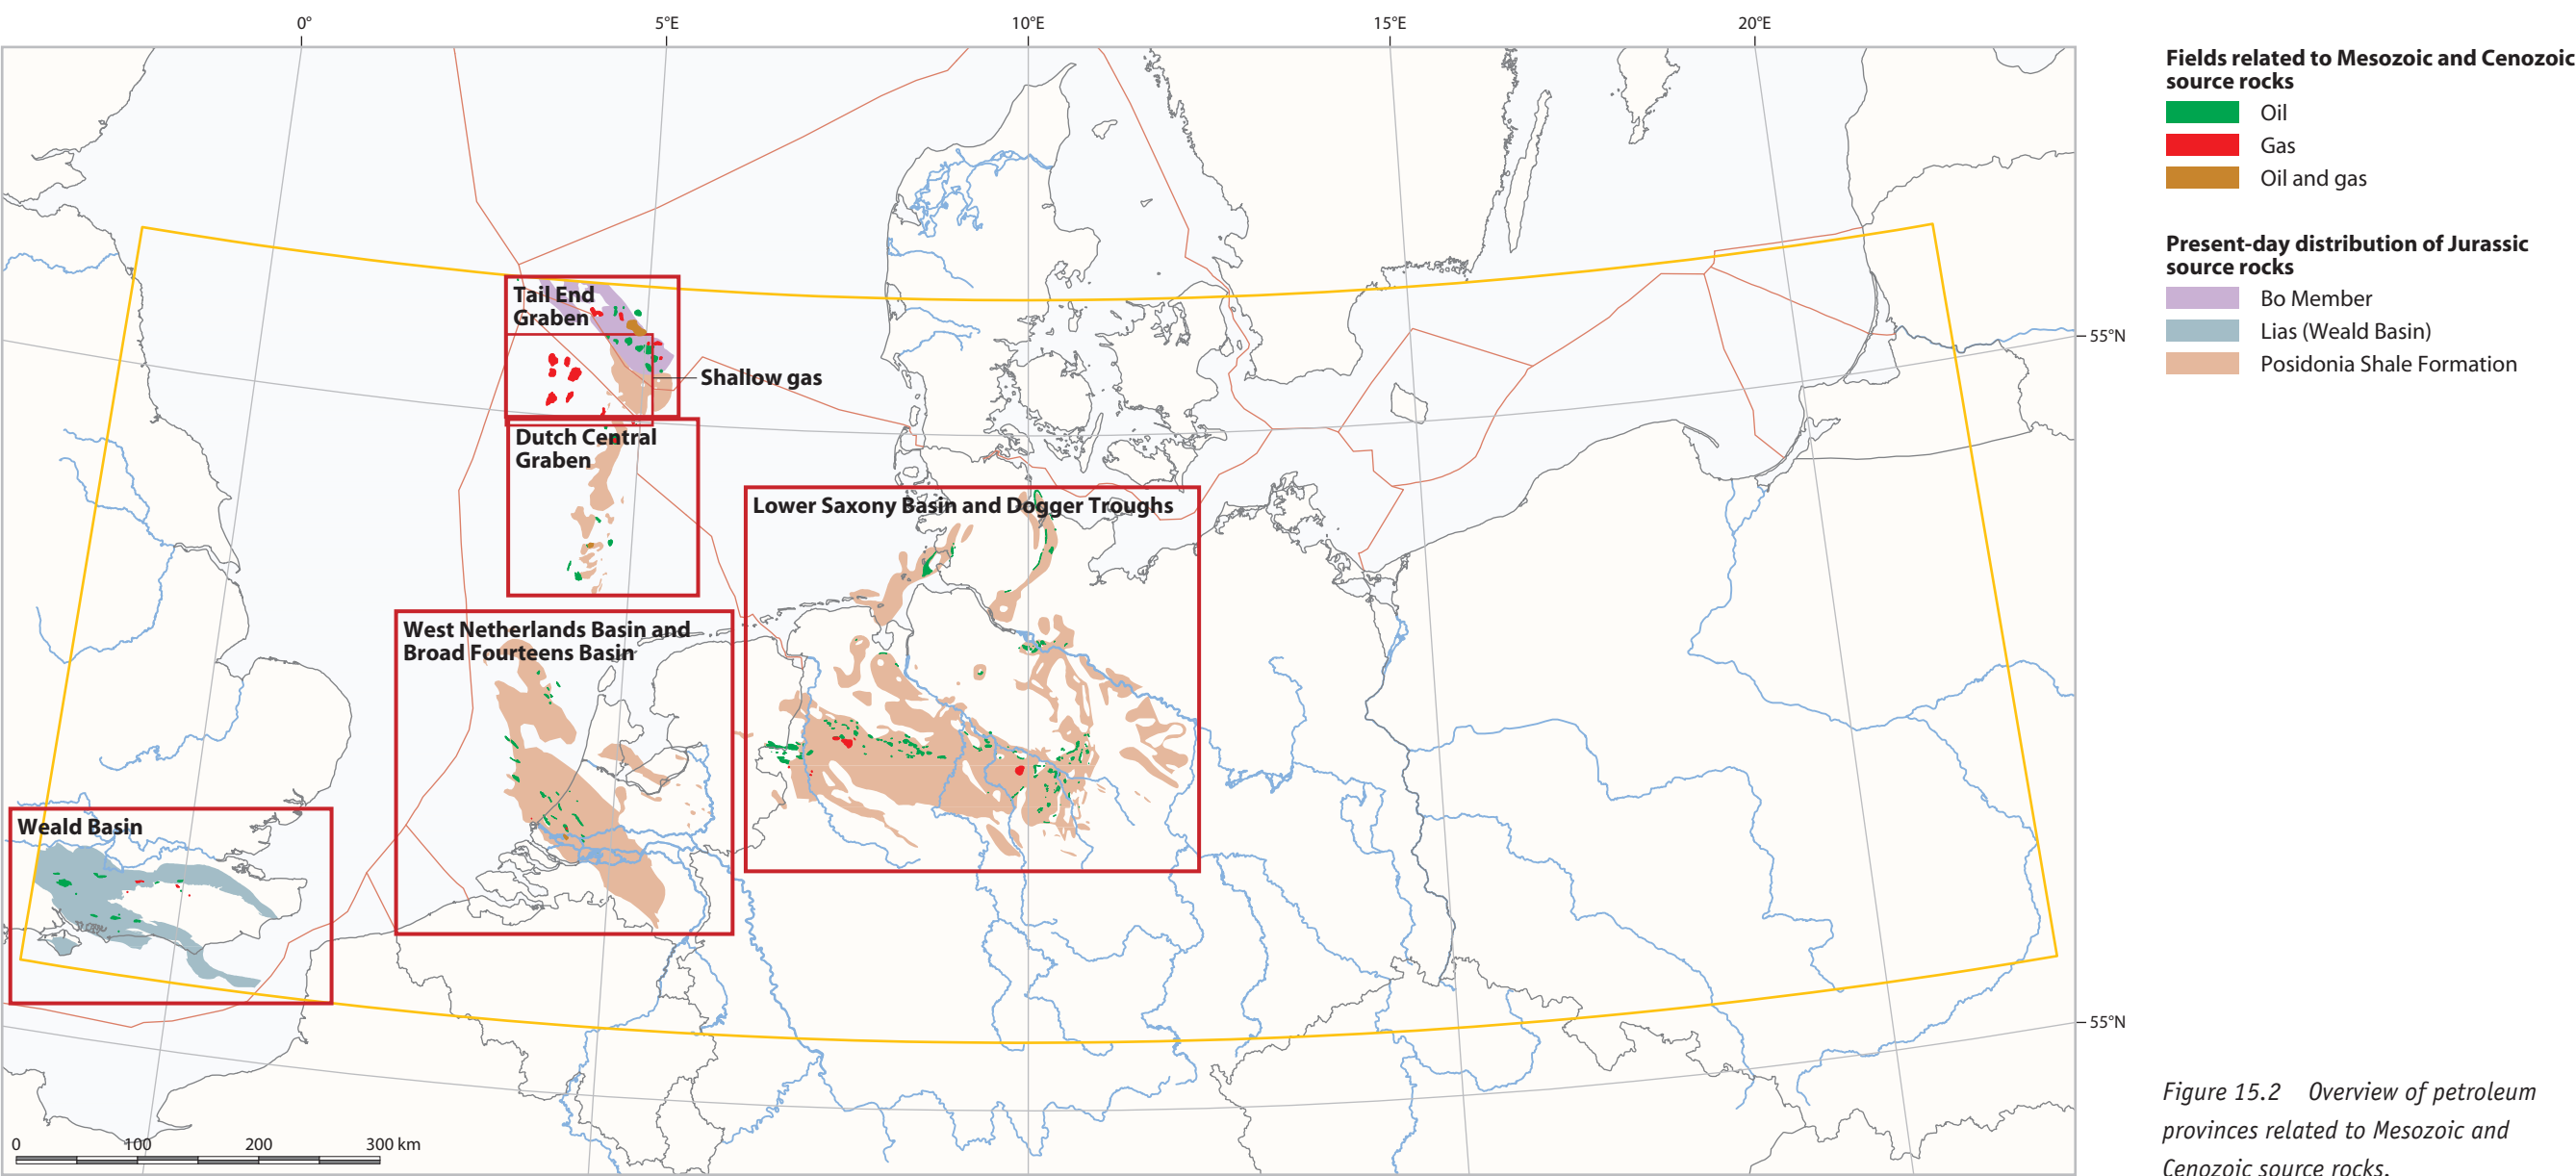 0°
5°E
10°E
15°E
20°E
Fields related to Mesozoic and Cenozoic
source rocks
Oil
Gas
Oil and gas
Present-day distribution of Jurassic
source rocks
Bo Member
Lias (Weald Basin)
Posidonia Shale Formation
Tail End
Graben
55°N
Shallow gas
Dutch Central
Graben
Lower Saxony Basin and Dogger Troughs
West Netherlands Basin and
Broad Fourteens Basin
Weald Basin
55°N
0
100
200
300 km
Figure 15.2 Overview of petroleum
provinces related to Mesozoic and
Cenozoic source rocks.